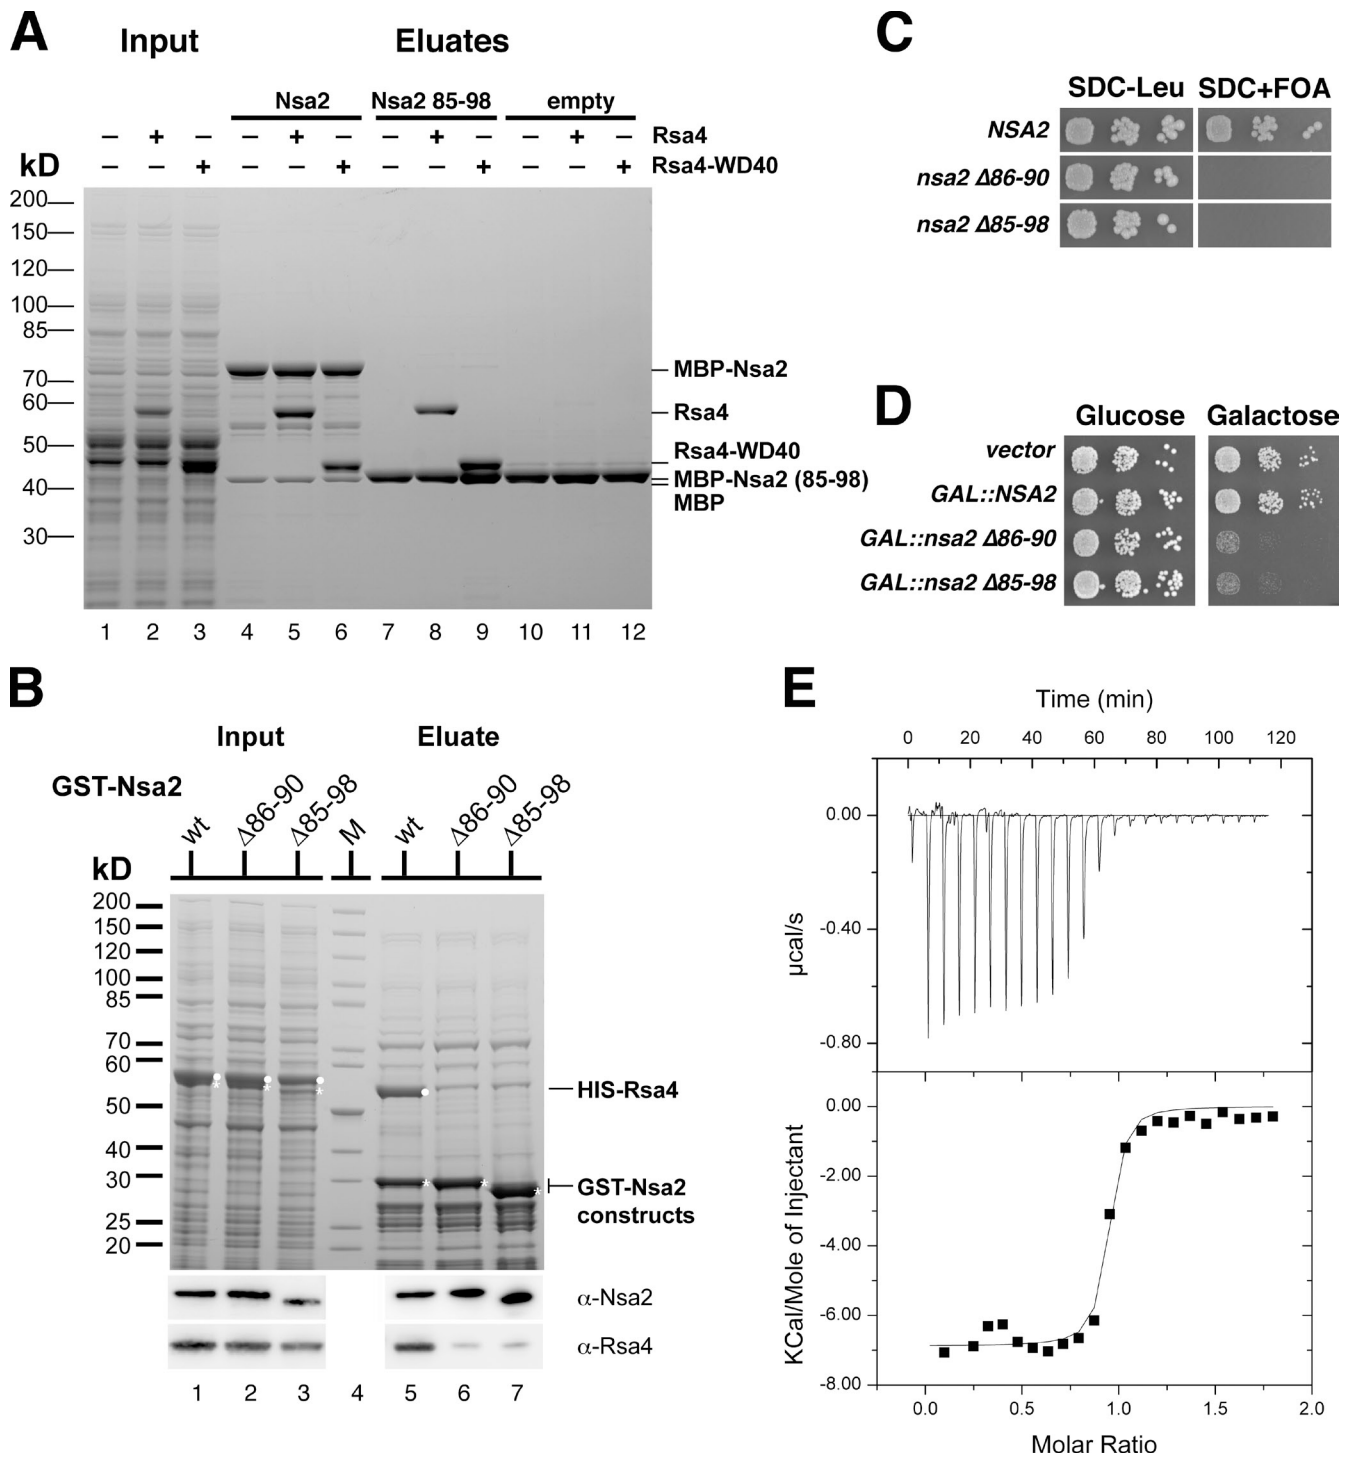 A
Input
Eluates
Nsa2
Nsa2 85-98
empty
– + – – + – – + – – + – Rsa4
kD – – + – – + – – + – – + Rsa4-WD40
200
150
120
100
85
70
60
50
40
30
MBP-Nsa2
Rsa4
Rsa4-WD40
MBP-Nsa2 (85-98)
MBP
1 2 3 4 5 6 7 8 9 10 11 12
B
Input
Eluate
GST-Nsa2
wt
Δ86-90
Δ85-98
M
wt
Δ86-90
Δ85-98
kD
200
150
120
100
85
70
60
50
40
30
25
20
*
*
*
*
*
*
HIS-Rsa4
GST-Nsa2
constructs
α-Nsa2
α-Rsa4
1 2 3 4 5 6 7
C
SDC-Leu SDC+FOA
NSA2
nsa2 Δ86-90
nsa2 Δ85-98
D
Glucose Galactose
vector
GAL::NSA2
GAL::nsa2 Δ86-90
GAL::nsa2 Δ85-98
E
Time (min)
0 20 40 60 80 100 120
0.00
-0.40
-0.80
µcal/s
0.00
-2.00
-4.00
-6.00
-8.00
KCal/Mole of Injectant
0.0 0.5 1.0 1.5 2.0
Molar Ratio